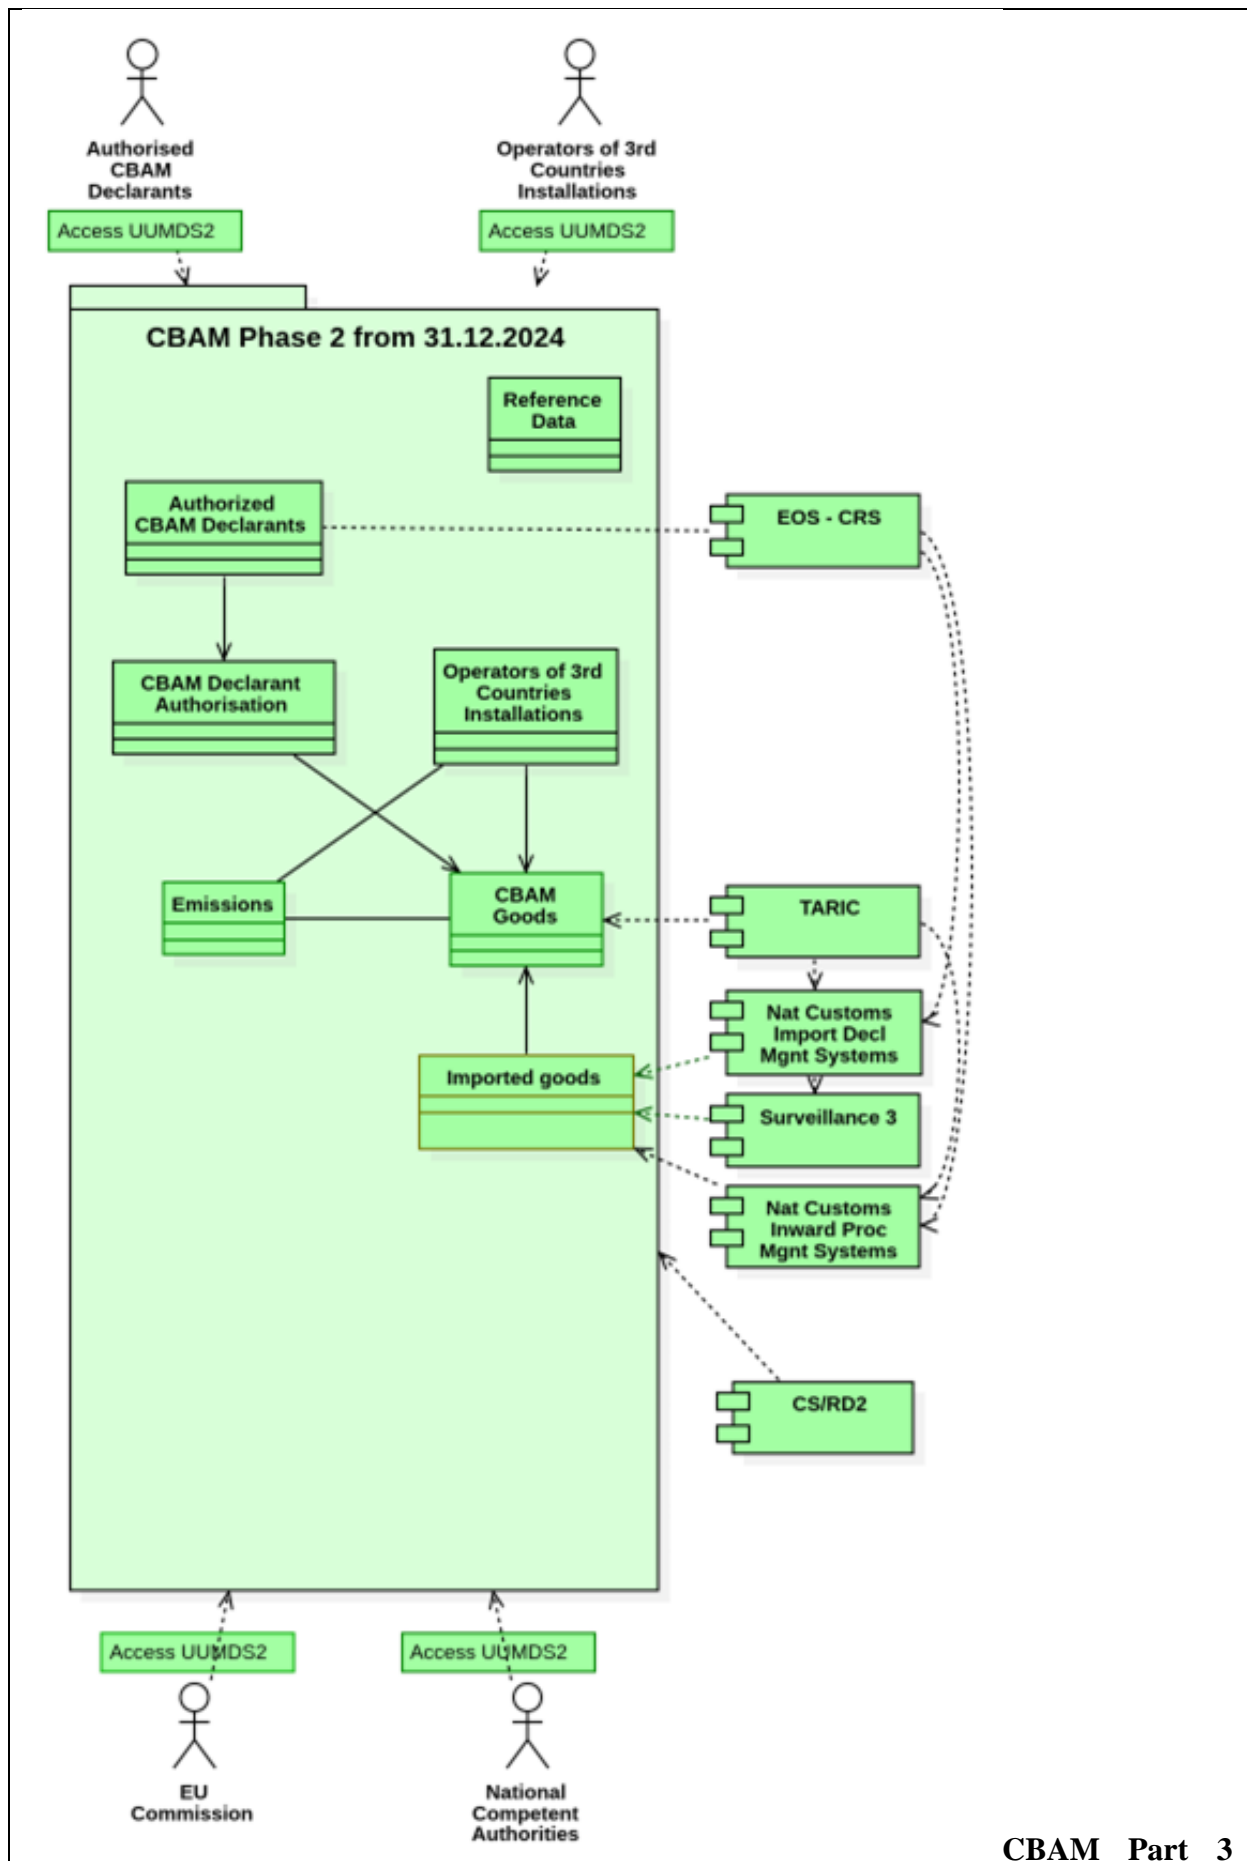 Authorised
CBAM
Declarants
Operators of 3rd
Countries
Installations
Access UUMDS2
Access UUMDS2
CBAM Phase 2 from 31.12.2024
Reference
Data
Authorized
CBAM Declarants
EOS - CRS
CBAM Declarant
Authorisation
Operators of 3rd
Countries
Installations
Emissions
CBAM
Goods
TARIC
Nat Customs
Import Decl
Mgnt Systems
Imported goods
Surveillance 3
Nat Customs
Inward Proc
Mgnt Systems
CS/RD2
Access UUMDS2
Access UUMDS2
EU
Commission
National
Competent
Authorities
CBAM Part 3